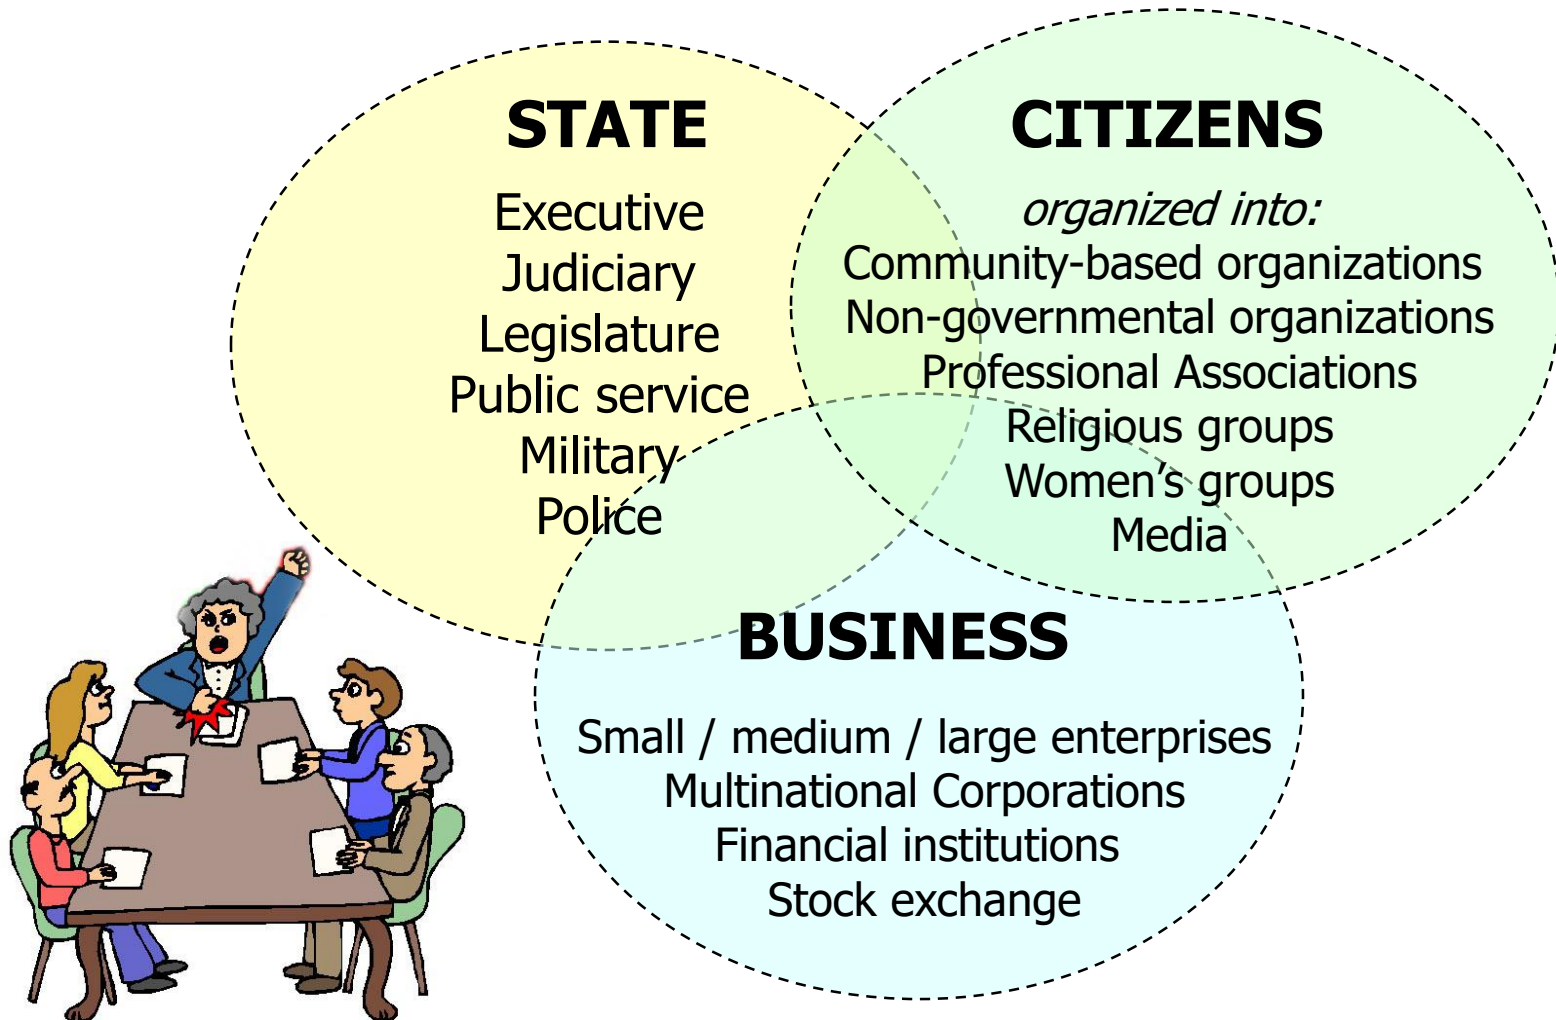 STATE
Executive
Judiciary
Legislature
Public service
Military
Police
CITIZENS
organized into:
Community-based organizations
Non-governmental organizations
Professional Associations
Religious groups
Women’s groups
Media
BUSINESS
Small / medium / large enterprises
Multinational Corporations
Financial institutions
Stock exchange